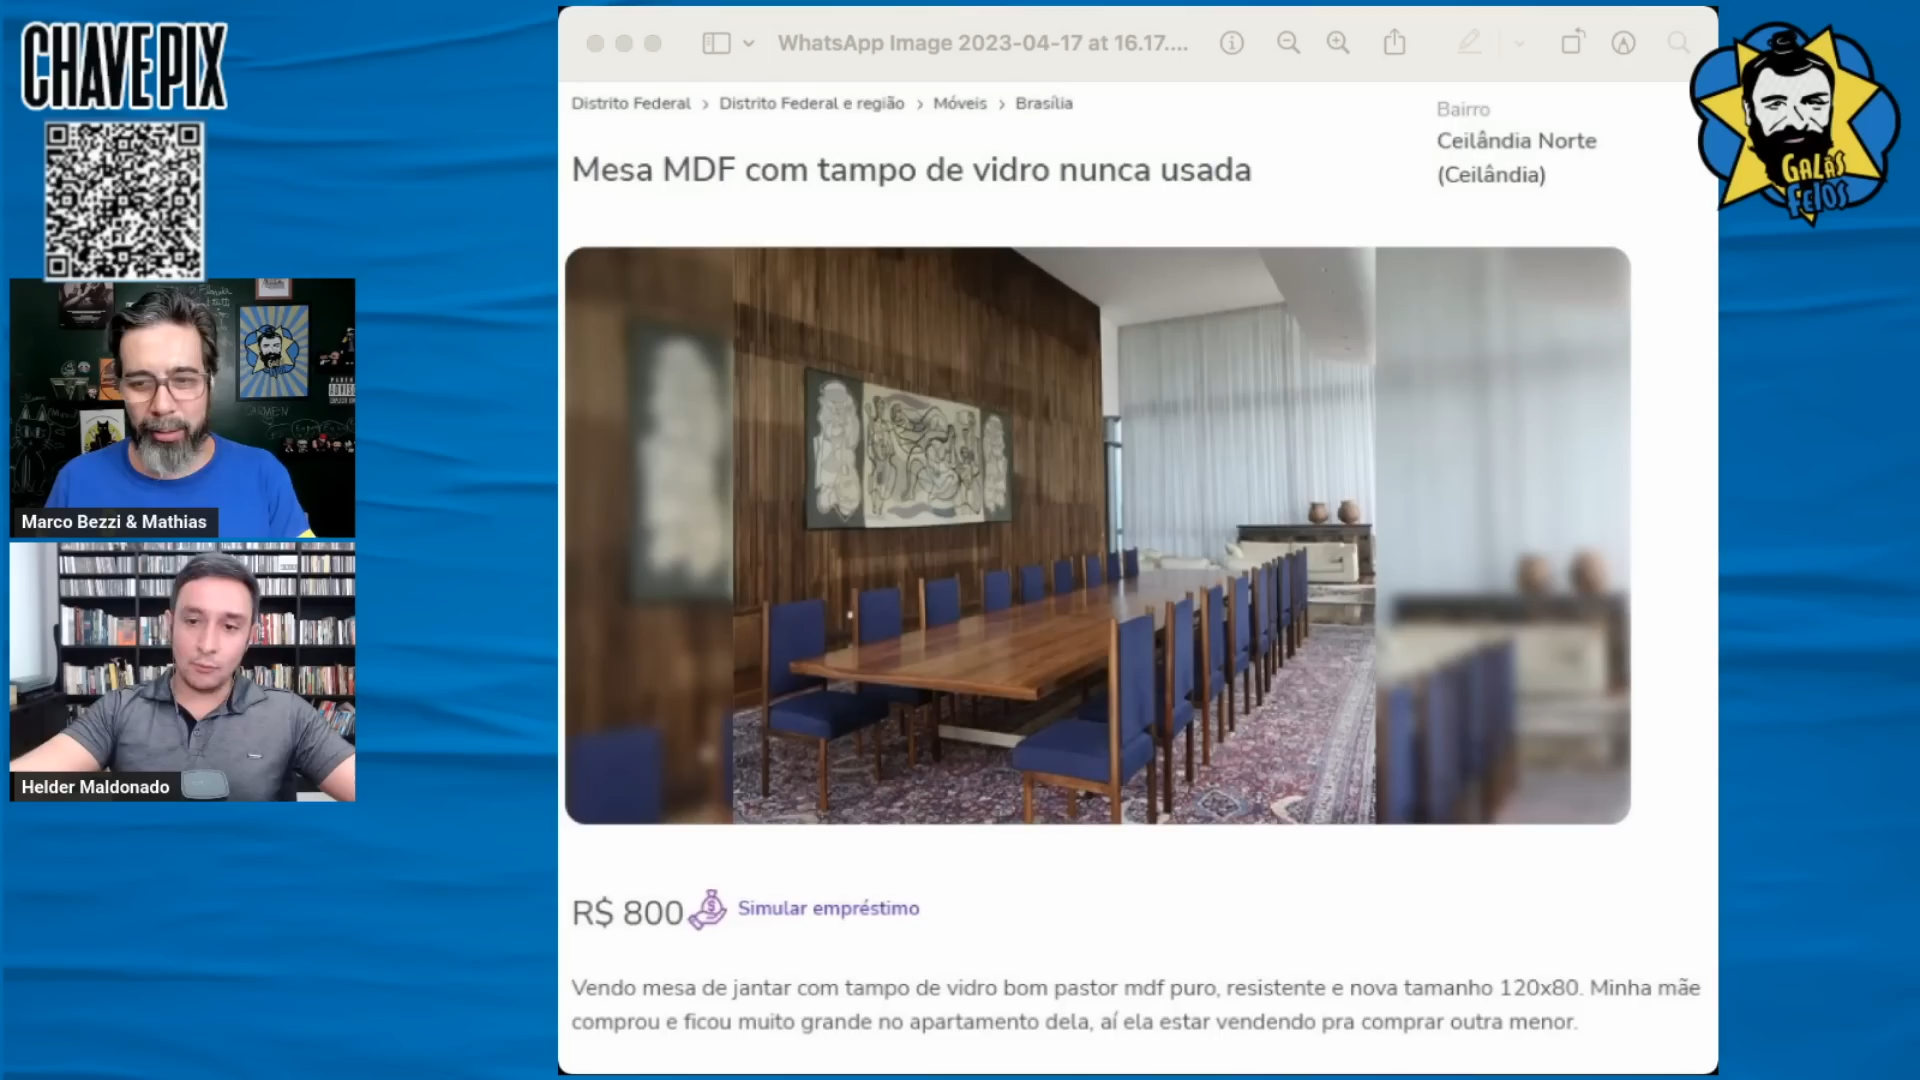 CHAVE PIX
WhatsApp Image 2023-04-17 at 16.17....
Distrito Federal > Distrito Federal e região > Móveis > Brasília
Bairro
Ceilândia Norte
(Ceilândia)
Mesa MDF com tampo de vidro nunca usada
GALÃS
FEIOS
Marco Bezzi & Mathias
Helder Maldonado
R$ 800
Simular empréstimo
Vendo mesa de jantar com tampo de vidro bom pastor mdf puro, resistente e nova tamanho 120x80. Minha mãe
comprou e ficou muito grande no apartamento dela, aí ela estar vendendo pra comprar outra menor.